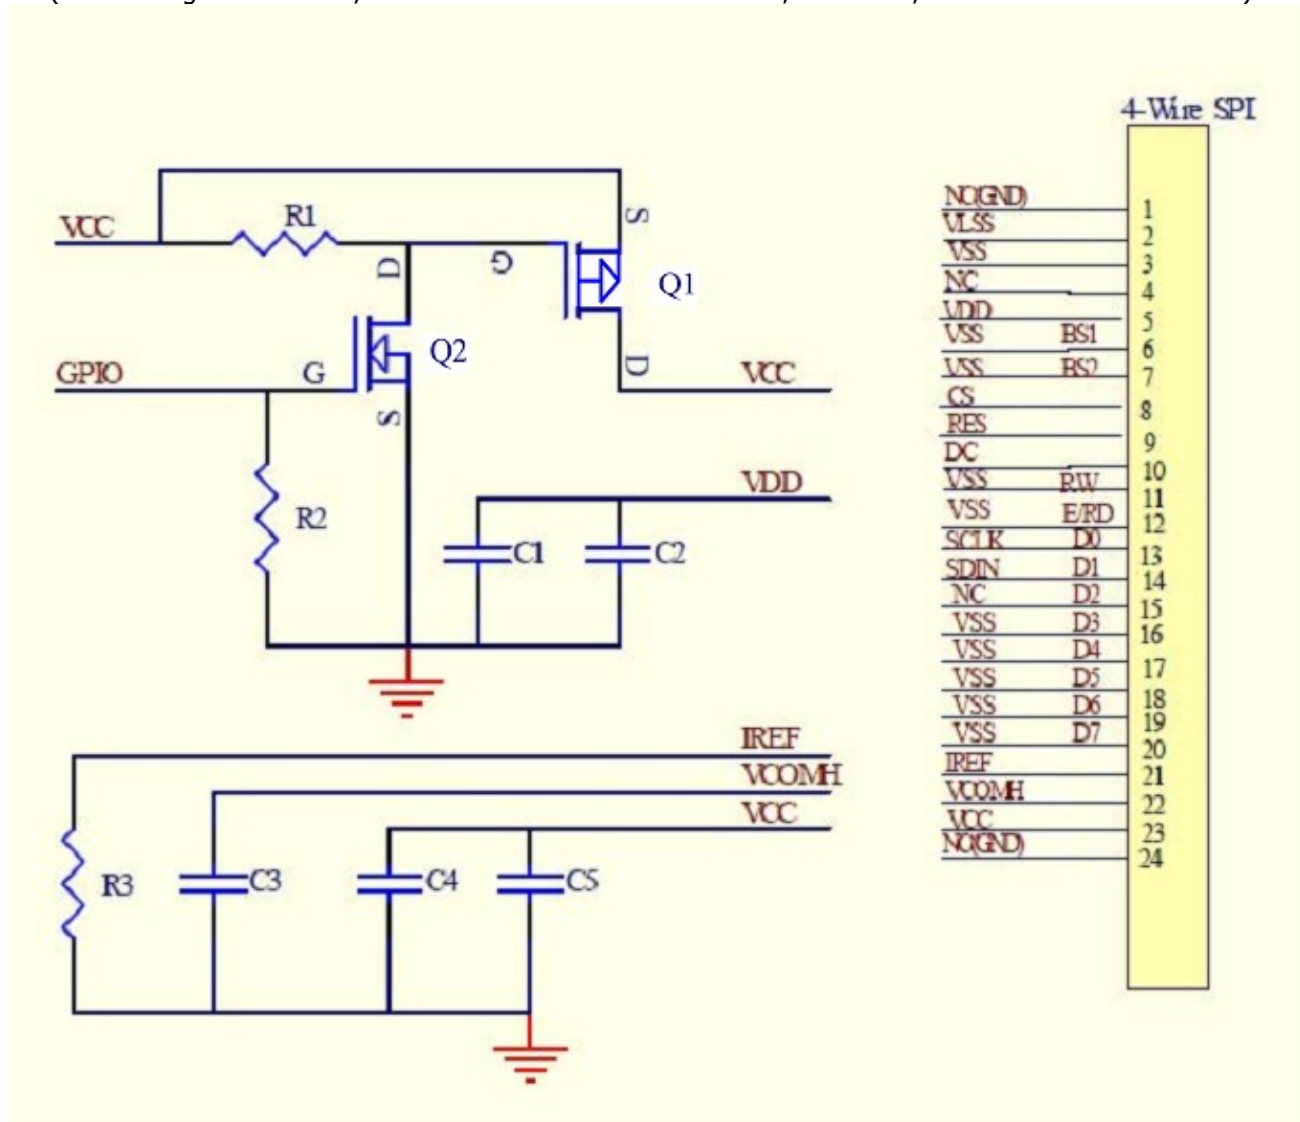 4-Wire SPI
VCC
R1
S
D
G
Q1
Q2
GPIO
G
D
VCC
S
VDD
R2
C1
C2
IREF
VCOMH
VCC
R3
C3
C4
C5
NC(GND) 1
VLSS 2
VSS 3
NC 4
VDD 5
VSS BS1 6
VSS BS2 7
CS 8
RES 9
DC 10
VSS RW 11
VSS E/RD 12
SCLK D0 13
SDIN D1 14
NC D2 15
VSS D3 16
VSS D4 17
VSS D5 18
VSS D6 19
VSS D7 20
IREF 21
VCOMH 22
VCC 23
NC(GND) 24